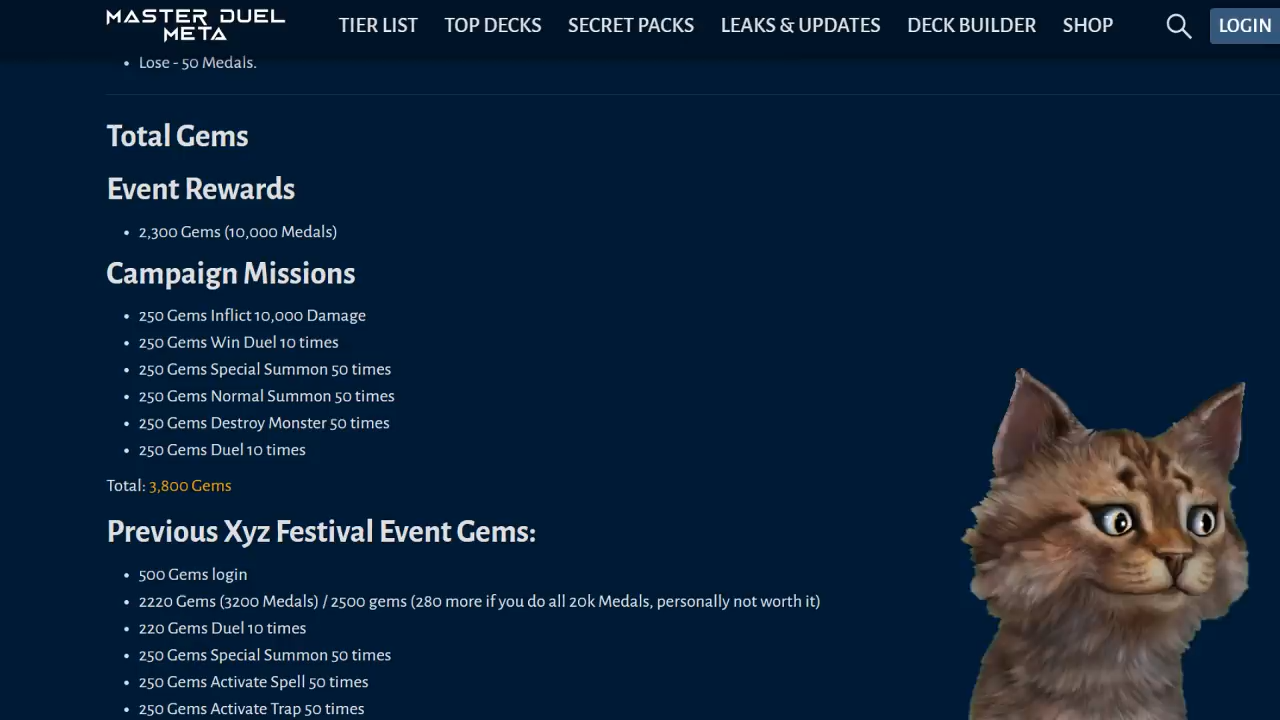 MASTER DUEL
META
TIER LIST
TOP DECKS
SECRET PACKS
LEAKS & UPDATES
DECK BUILDER
SHOP
LOGIN
• Lose - 50 Medals.
Total Gems
Event Rewards
• 2,300 Gems (10,000 Medals)
Campaign Missions
• 250 Gems Inflict 10,000 Damage
• 250 Gems Win Duel 10 times
• 250 Gems Special Summon 50 times
• 250 Gems Normal Summon 50 times
• 250 Gems Destroy Monster 50 times
• 250 Gems Duel 10 times
Total: 3,800 Gems
Previous Xyz Festival Event Gems:
• 500 Gems login
• 2220 Gems (3200 Medals) / 2500 gems (280 more if you do all 20k Medals, personally not worth it)
• 220 Gems Duel 10 times
• 250 Gems Special Summon 50 times
• 250 Gems Activate Spell 50 times
• 250 Gems Activate Trap 50 times